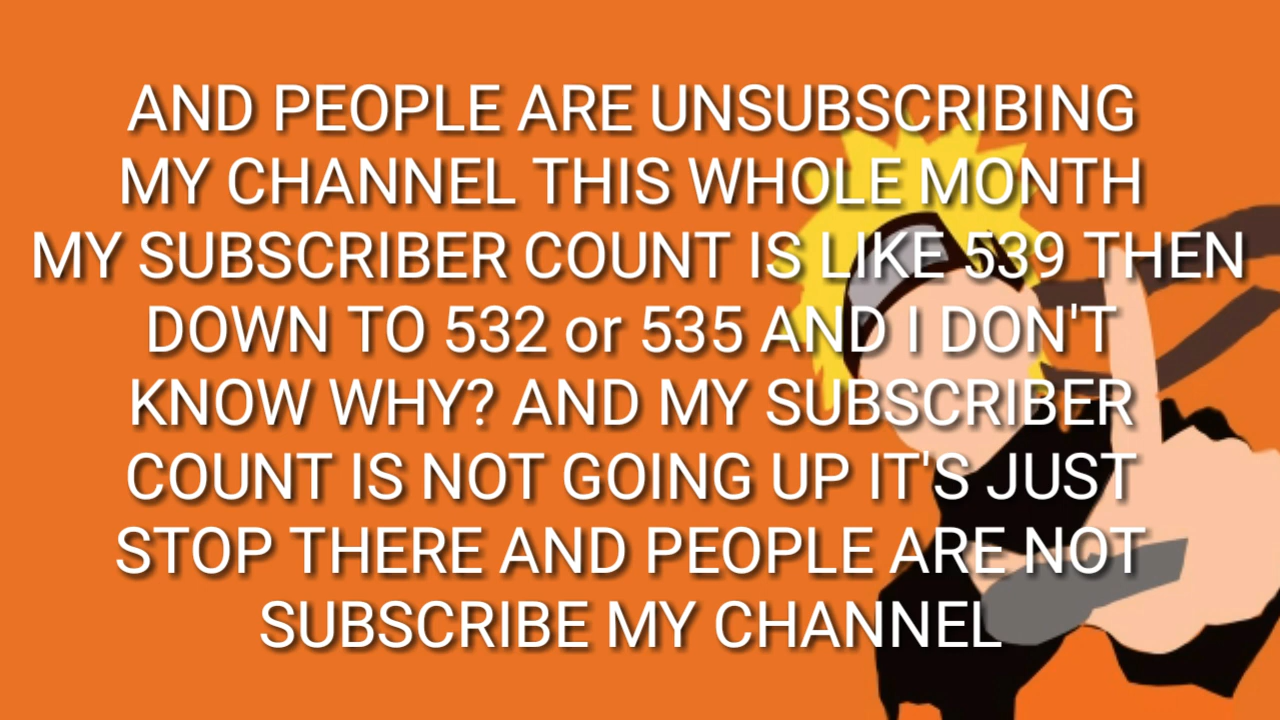 AND PEOPLE ARE UNSUBSCRIBING
MY CHANNEL THIS WHOLE MONTH
MY SUBSCRIBER COUNT IS LIKE 539 THEN
DOWN TO 532 or 535 AND I DON'T
KNOW WHY? AND MY SUBSCRIBER
COUNT IS NOT GOING UP IT'S JUST
STOP THERE AND PEOPLE ARE NOT
SUBSCRIBE MY CHANNEL